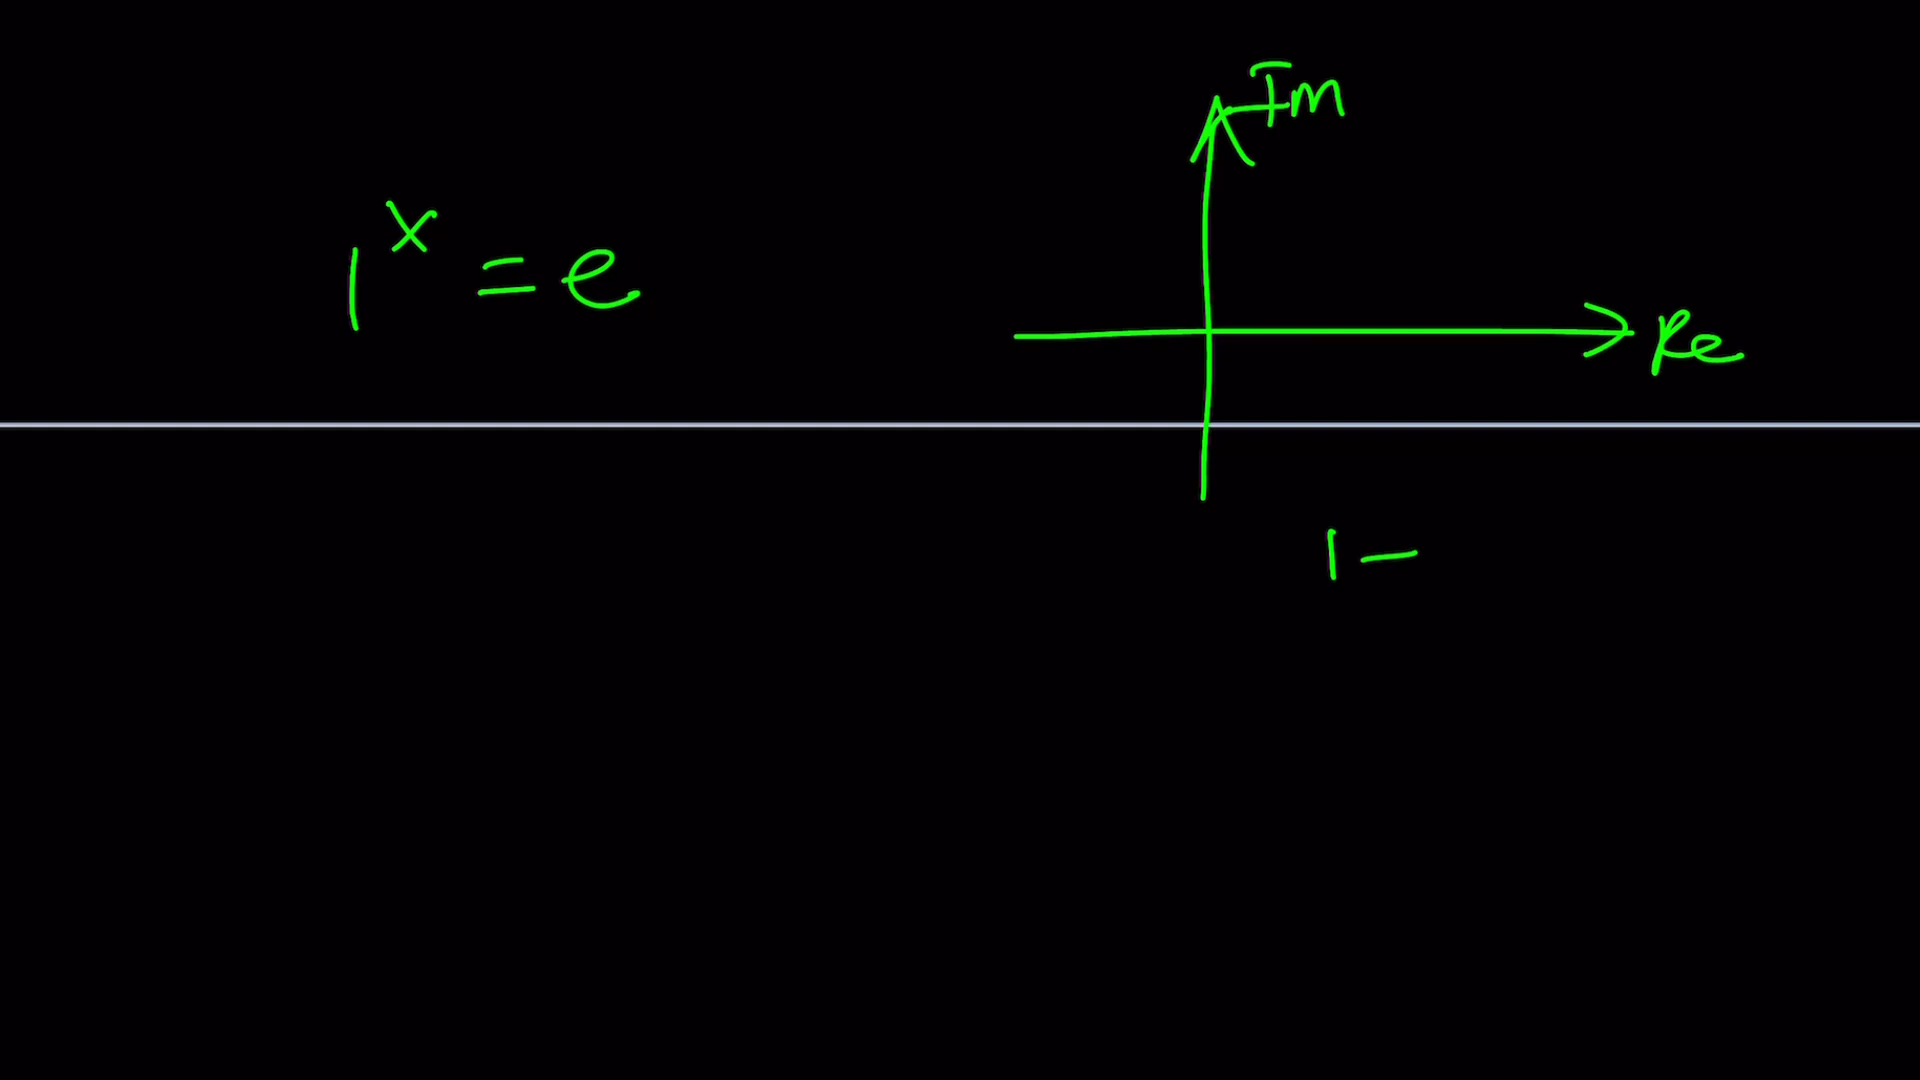 Im
1^x = e
Re
1 -